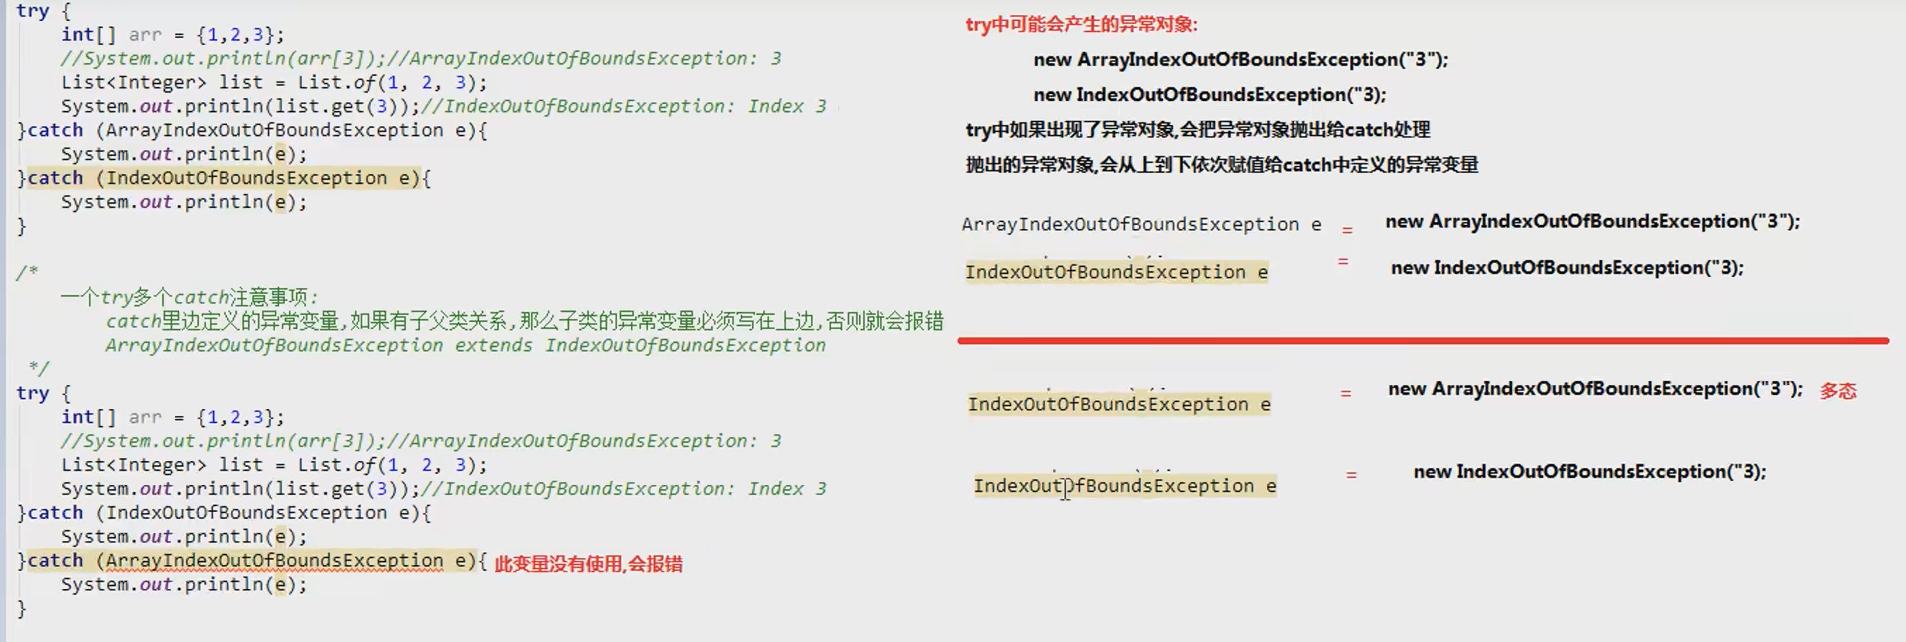 try {
int[] arr = {1,2,3};
//System.out.println(arr[3]);//ArrayIndexOutOfBoundsException: 3
List<Integer> list = List.of(1, 2, 3);
System.out.println(list.get(3));//IndexOutOfBoundsException: Index 3
}catch (ArrayIndexOutOfBoundsException e){
System.out.println(e);
}catch (IndexOutOfBoundsException e){
System.out.println(e);
}
/*
一个try多个catch注意事项:
catch里边定义的异常变量,如果有子父类关系,那么子类的异常变量必须写在上边,否则就会报错
ArrayIndexOutOfBoundsException extends IndexOutOfBoundsException
*/
try {
int[] arr = {1,2,3};
//System.out.println(arr[3]);//ArrayIndexOutOfBoundsException: 3
List<Integer> list = List.of(1, 2, 3);
System.out.println(list.get(3));//IndexOutOfBoundsException: Index 3
}catch (IndexOutOfBoundsException e){
System.out.println(e);
}catch (ArrayIndexOutOfBoundsException e){ 此变量没有使用,会报错
System.out.println(e);
}
try中可能会产生的异常对象:
new ArrayIndexOutOfBoundsException("3");
new IndexOutOfBoundsException("3);
try中如果出现了异常对象,会把异常对象抛出给catch处理
抛出的异常对象,会从上到下依次赋值给catch中定义的异常变量
ArrayIndexOutOfBoundsException e = new ArrayIndexOutOfBoundsException("3");
IndexOutOfBoundsException e = new IndexOutOfBoundsException("3);
IndexOutOfBoundsException e = new ArrayIndexOutOfBoundsException("3"); 多态
IndexOutOfBoundsException e = new IndexOutOfBoundsException("3);